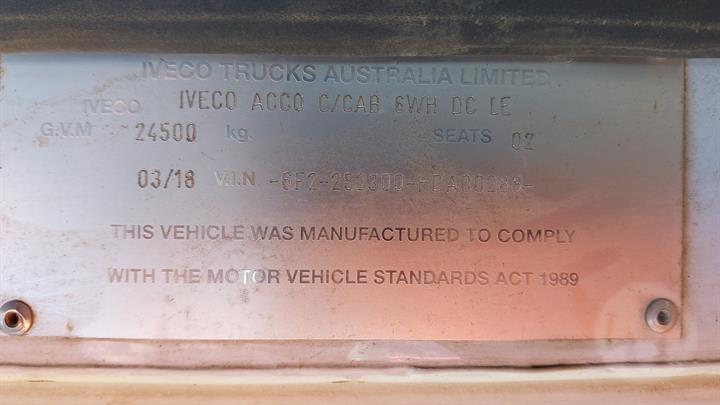 IVECO TRUCKS AUSTRALIA LIMITED
IVECO IVECO ACCO C/CAB 6WH DC LE
G.V.M 24500 kg. SEATS 02
03/18 V.I.N
THIS VEHICLE WAS MANUFACTURED TO COMPLY
WITH THE MOTOR VEHICLE STANDARDS ACT 1989